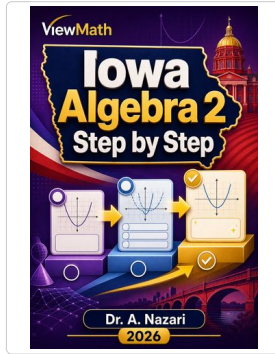 ViewMath
Iowa
Algebra 2
Step by Step
Dr. A. Nazari
2026